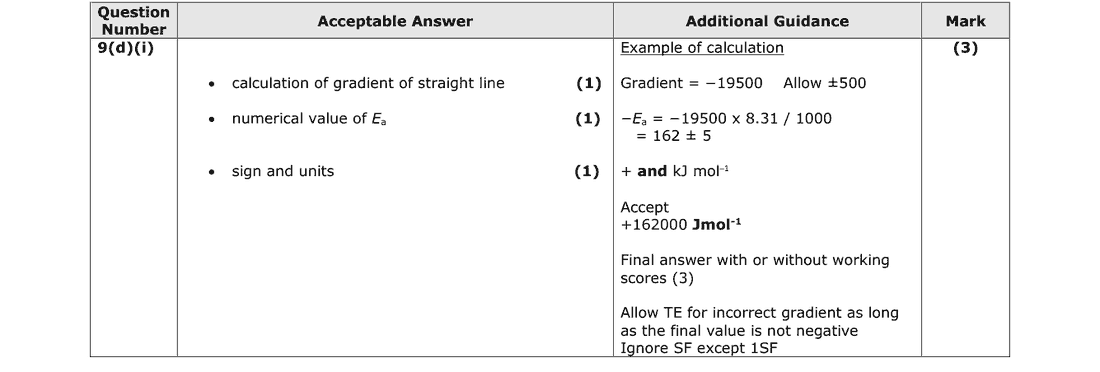 Question Number Acceptable Answer Additional Guidance Mark
9(d)(i) Example of calculation (3)
• calculation of gradient of straight line (1) Gradient = −19500 Allow ±500
• numerical value of Eₐ (1) −Eₐ = −19500 x 8.31 / 1000
= 162 ± 5
• sign and units (1) + and kJ mol⁻¹
Accept
+162000 Jmol⁻¹
Final answer with or without working
scores (3)
Allow TE for incorrect gradient as long
as the final value is not negative
Ignore SF except 1SF